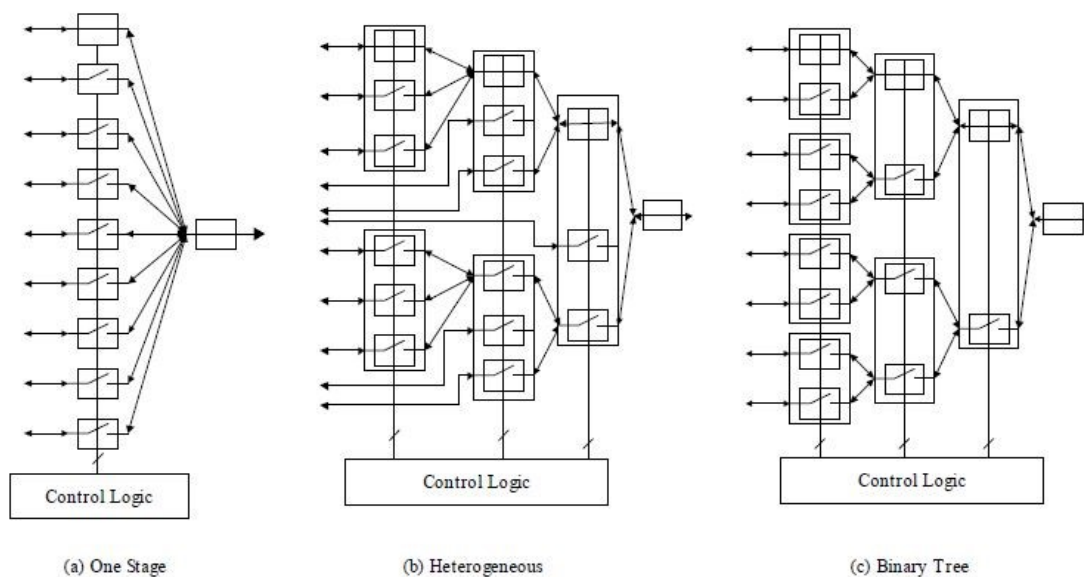 Control Logic
Control Logic
Control Logic
(a) One Stage
(b) Heterogeneous
(c) Binary Tree